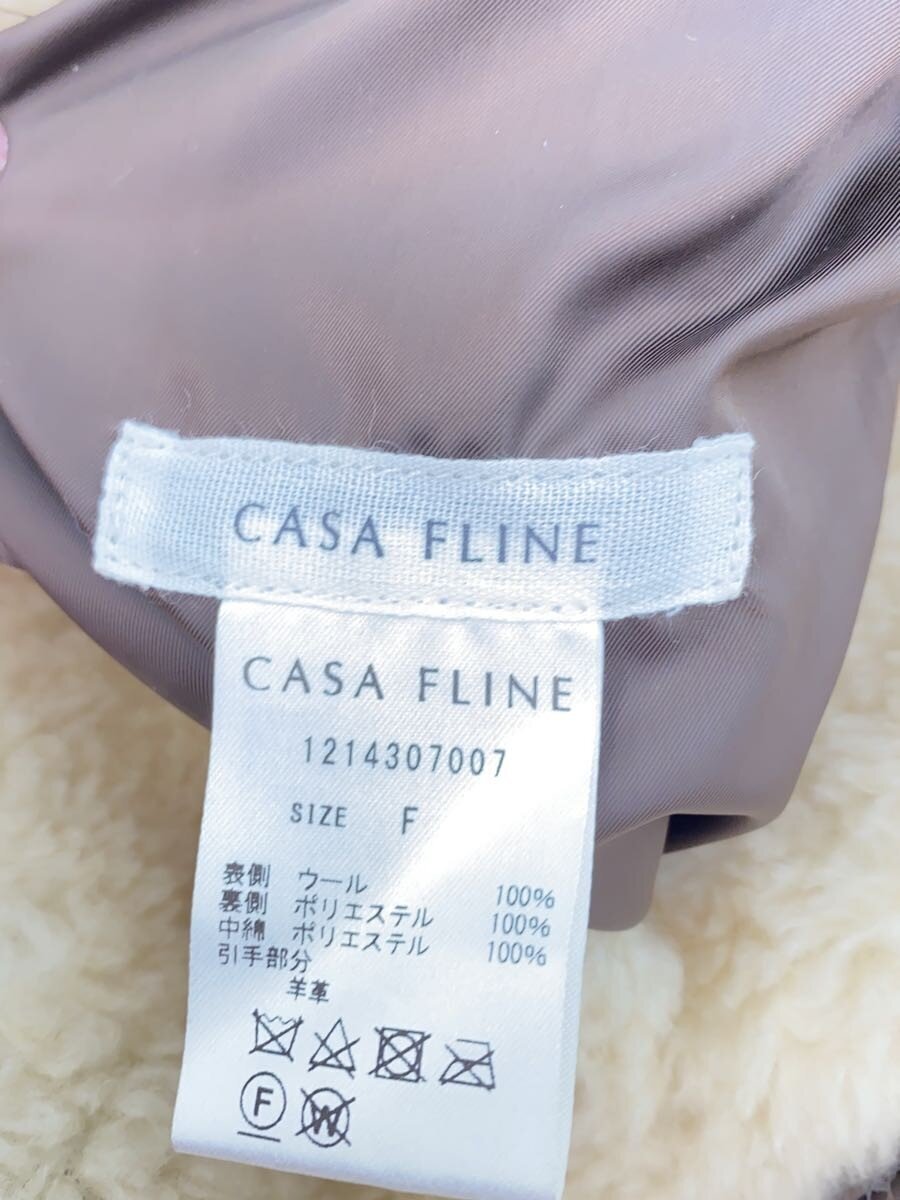 CASA FLINE
CASA FLINE
1214307007
SIZE F
表側 ウール 100%
裏側 ポリエステル 100%
中綿 ポリエステル 100%
引手部分
羊革
F W